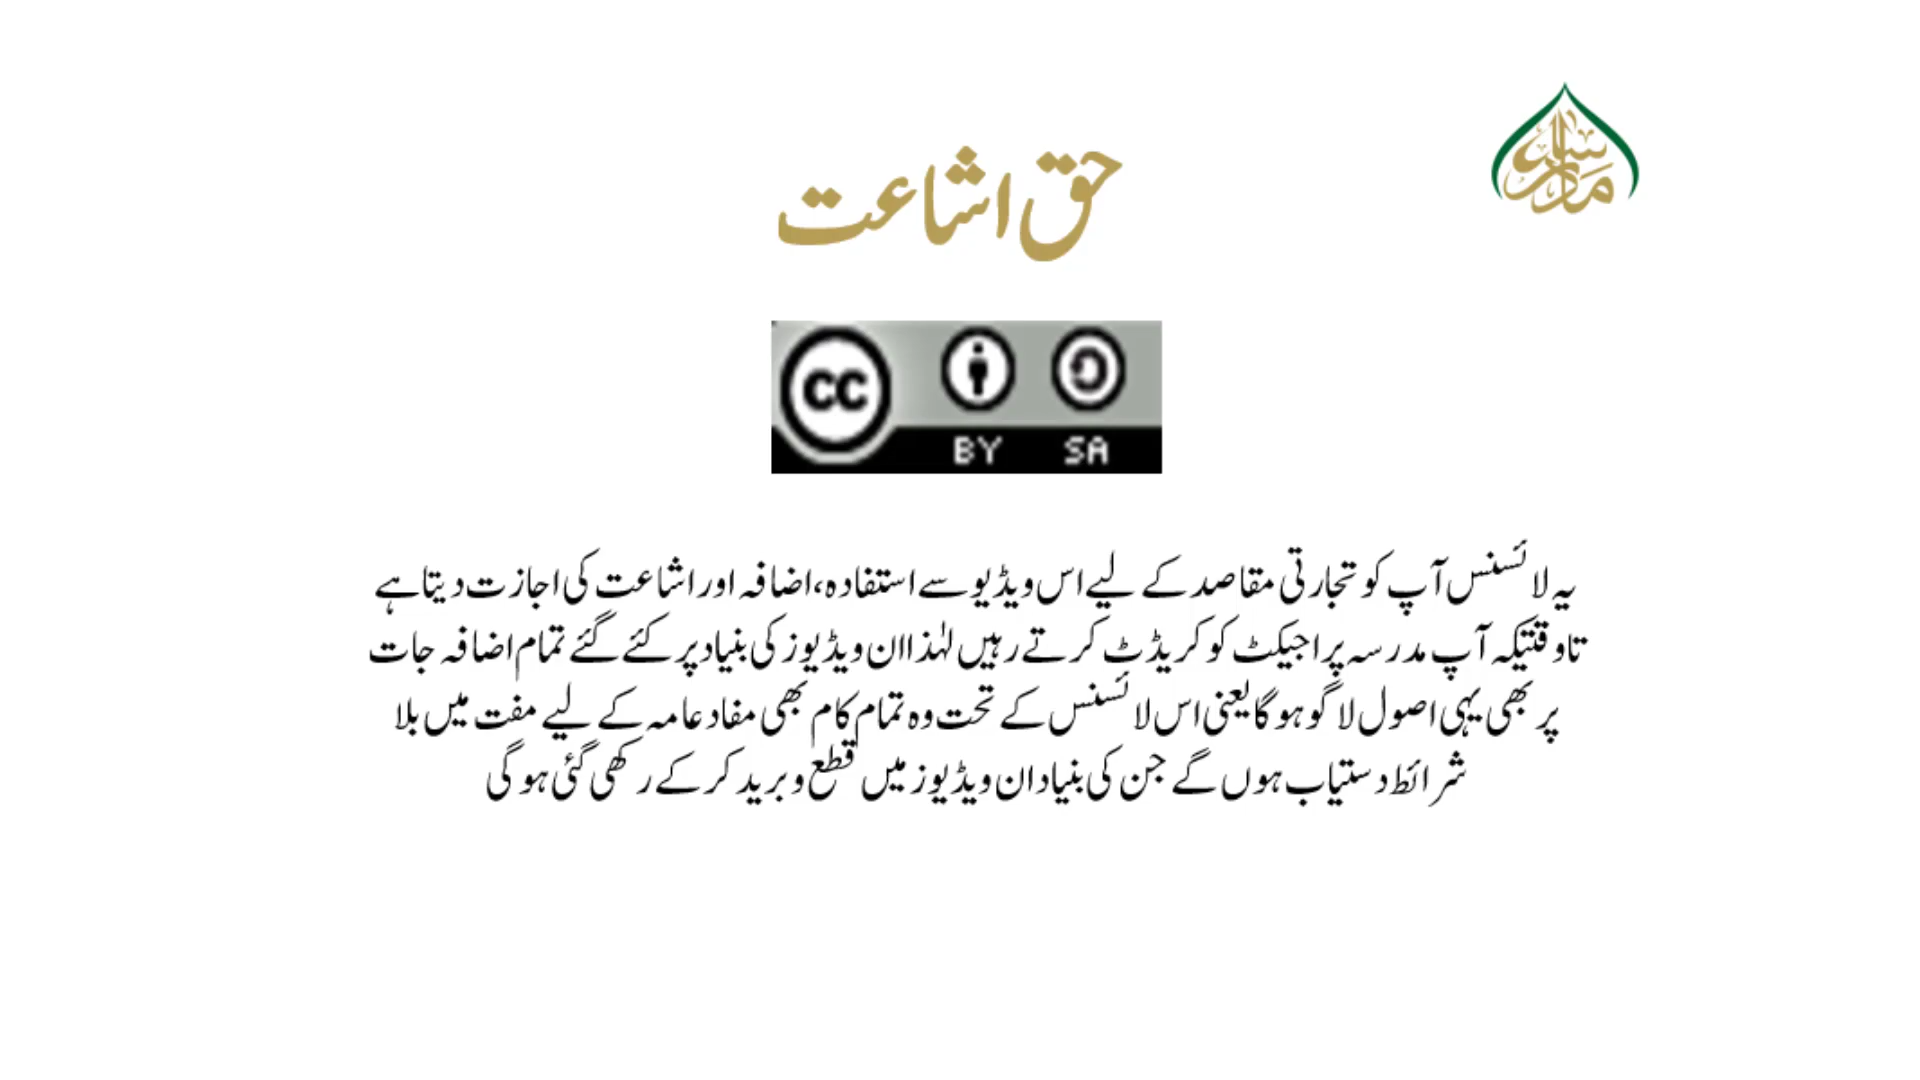 حق اشاعت
CC BY SA
یہ لائسنس آپ کو تجارتی مقاصد کے لیے اس ویڈیو سے استفادہ، اضافہ اور اشاعت کی اجازت دیتا ہے
تاوقتیکہ آپ مدرسہ پراجیکٹ کو کریڈٹ کرتے رہیں لہٰذا ان ویڈیوز کی بنیاد پر کئے گئے تمام اضافہ جات
پر بھی یہی اصول لاگو ہو گا یعنی اس لائسنس کے تحت وہ تمام کام بھی مفاد عامہ کے لیے مفت میں بلا
شرائط دستیاب ہوں گے جن کی بنیاد ان ویڈیوز میں قطع و برید کر کے رکھی گئی ہو گی